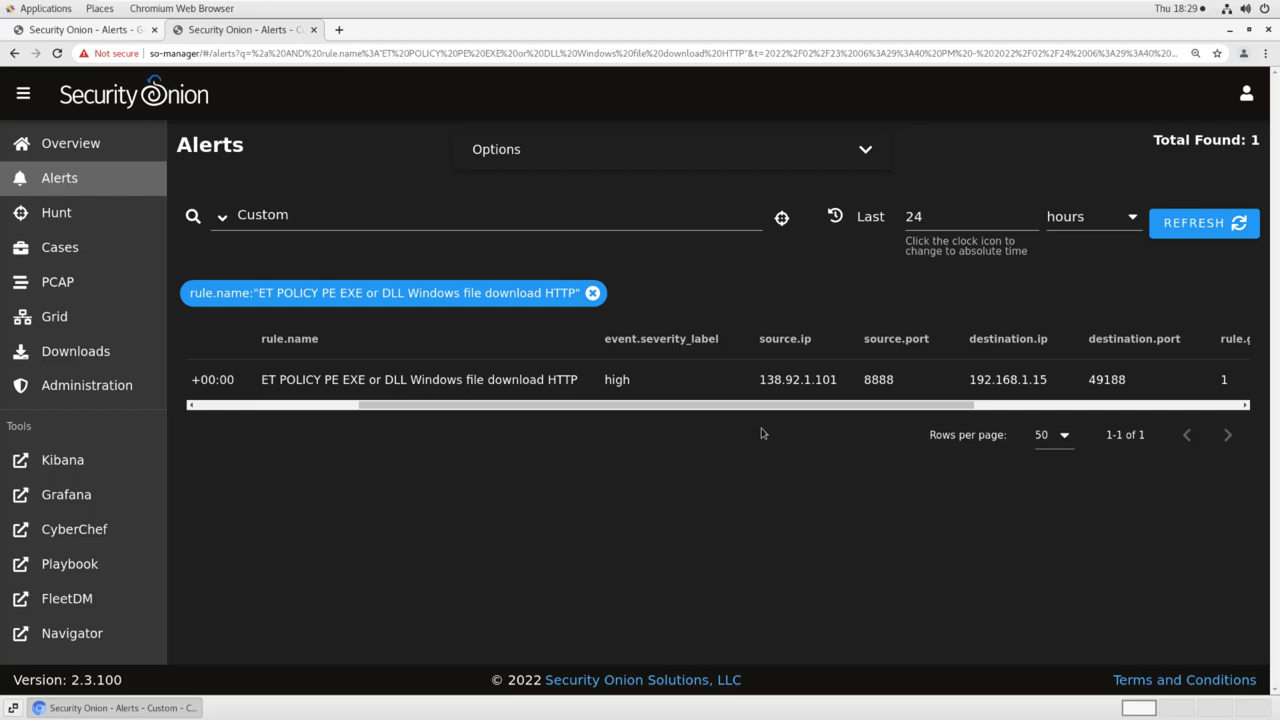 Applications Places Chromium Web Browser Thu 18:29
Security Onion - Alerts - G Security Onion - Alerts - C
Not secure so-manager/#/alerts?q=%2a%20AND%20rule.name%3A"ET%20POLICY%20PE%20EXE%20or%20DLL%20Windows%20file%20download%20HTTP"&t=2022%2F02%2F23%2006%3A29%3A40%20PM%20-%202022%2F02%2F24%2006%3A29%3A40%20...
Security Onion
Overview
Alerts
Hunt
Cases
PCAP
Grid
Downloads
Administration
Tools
Kibana
Grafana
CyberChef
Playbook
FleetDM
Navigator
Alerts
Options
Total Found: 1
Custom
Last 24 hours
REFRESH
Click the clock icon to
change to absolute time
rule.name:"ET POLICY PE EXE or DLL Windows file download HTTP"
rule.name event.severity_label source.ip source.port destination.ip destination.port rule.g
+00:00 ET POLICY PE EXE or DLL Windows file download HTTP high 138.92.1.101 8888 192.168.1.15 49188 1
Rows per page: 50 1-1 of 1
Version: 2.3.100 © 2022 Security Onion Solutions, LLC Terms and Conditions
Security Onion - Alerts - Custom - C...